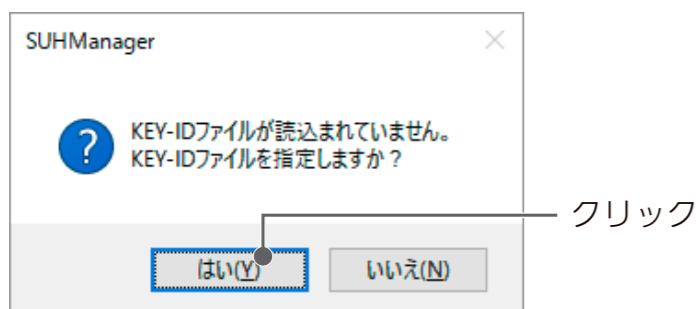 SUHManager
KEY-IDファイルが読込まれていません。
KEY-IDファイルを指定しますか？
クリック
はい(Y)
いいえ(N)